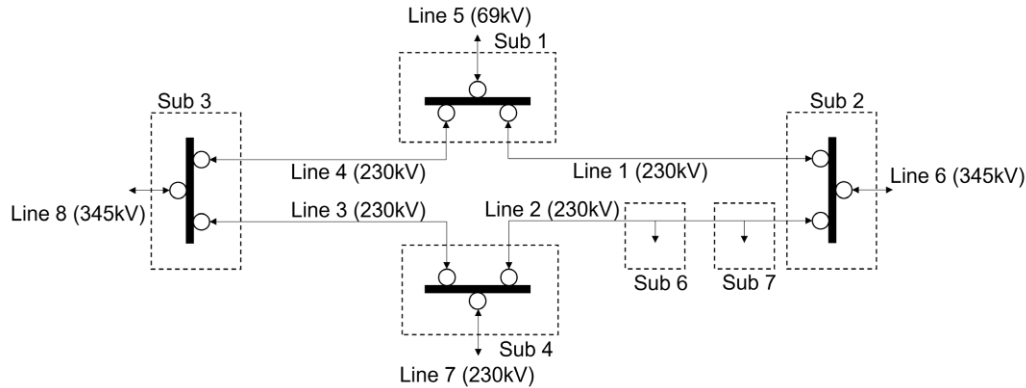 Line 5 (69kV)
Sub 1
Sub 3
Sub 2
Line 4 (230kV)
Line 1 (230kV)
Line 6 (345kV)
Line 8 (345kV)
Line 3 (230kV)
Line 2 (230kV)
Sub 6
Sub 7
Sub 4
Line 7 (230kV)